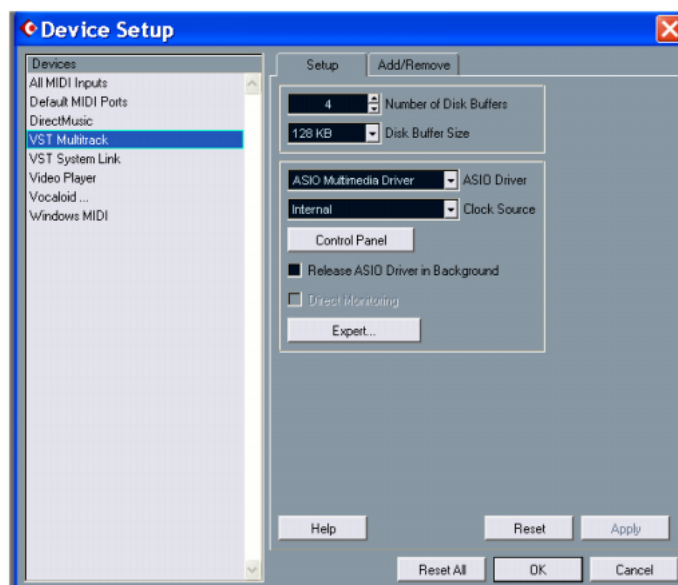 Device Setup
Devices
All MIDI Inputs
Default MIDI Ports
DirectMusic
VST Multitrack
VST System Link
Video Player
Vocaloid ...
Windows MIDI
Setup
Add/Remove
4
Number of Disk Buffers
128 KB
Disk Buffer Size
ASIO Multimedia Driver
ASIO Driver
Internal
Clock Source
Control Panel
Release ASIO Driver in Background
Direct Monitoring
Expert...
Help
Reset
Apply
Reset All
OK
Cancel